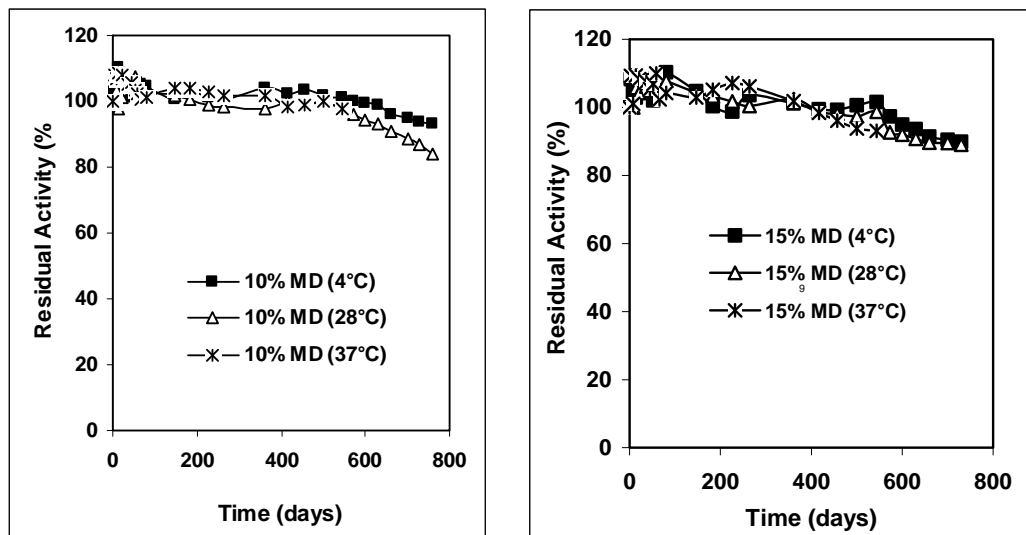 120
100
80
60
40
20
0
Residual Activity (%
10% MD (4°C)
10% MD (28°C)
10% MD (37°C)
0 200 400 600 800
Time (days)
120
100
80
60
40
20
0
Residual Activity (%)
15% MD (4°C)
15% MD (28°C)
9
15% MD (37°C)
0 200 400 600 800
Time (days)